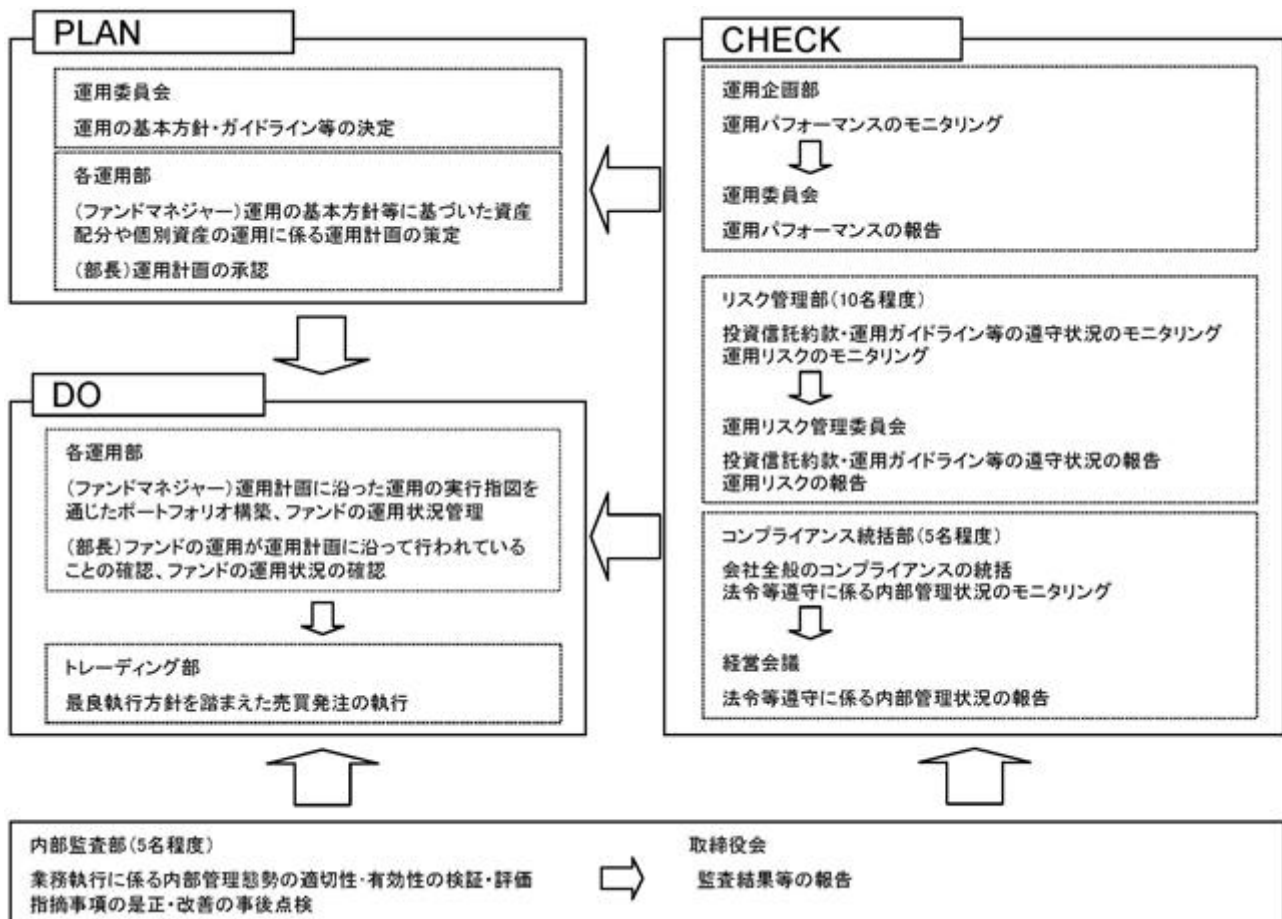 PLAN
運用委員会
運用の基本方針・ガイドライン等の決定
各運用部
(ファンドマネジャー)運用の基本方針等に基づいた資産
配分や個別資産の運用に係る運用計画の策定
(部長)運用計画の承認
DO
各運用部
(ファンドマネジャー)運用計画に沿った運用の実行指図を
通じたポートフォリオ構築、ファンドの運用状況管理
(部長)ファンドの運用が運用計画に沿って行われている
ことの確認、ファンドの運用状況の確認
トレーディング部
最良執行方針を踏まえた売買発注の執行
CHECK
運用企画部
運用パフォーマンスのモニタリング
運用委員会
運用パフォーマンスの報告
リスク管理部(10名程度)
投資信託約款・運用ガイドライン等の遵守状況のモニタリング
運用リスクのモニタリング
運用リスク管理委員会
投資信託約款・運用ガイドライン等の遵守状況の報告
運用リスクの報告
コンプライアンス統括部(5名程度)
会社全般のコンプライアンスの統括
法令等遵守に係る内部管理状況のモニタリング
経営会議
法令等遵守に係る内部管理状況の報告
内部監査部(5名程度)
業務執行に係る内部管理態勢の適切性・有効性の検証・評価
指摘事項の是正・改善の事後点検
取締役会
監査結果等の報告